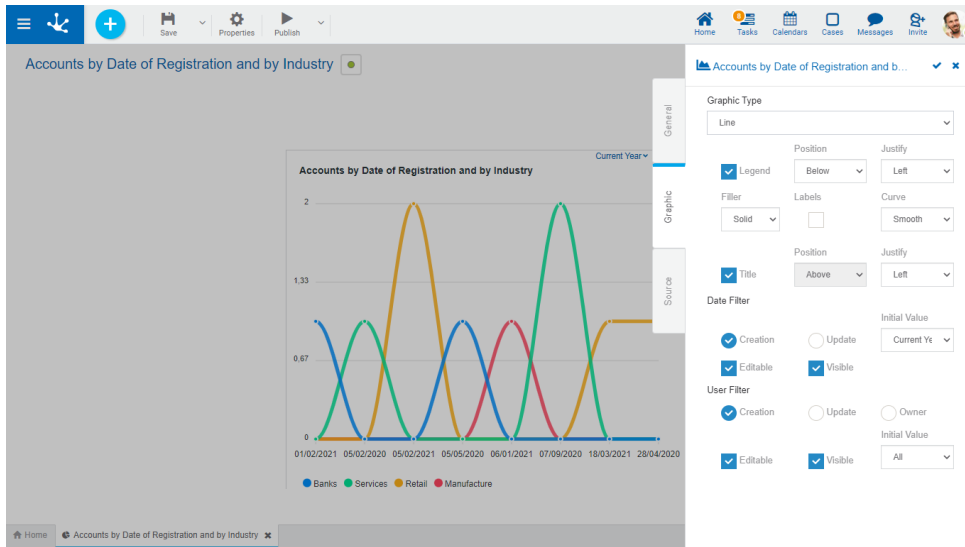 Save
Properties
Publish
Home
6
Tasks
Calendars
Cases
Messages
Invite
Accounts by Date of Registration and by Industry
General
Graphic
Source
Current Year
Accounts by Date of Registration and by Industry
2
1,33
0,67
0
01/02/2021 05/02/2020 05/02/2021 05/05/2020 06/01/2021 07/09/2020 18/03/2021 28/04/2020
Banks Services Retail Manufacture
Accounts by Date of Registration and b...
Graphic Type
Line
Position Justify
Legend Below Left
Filler Labels Curve
Solid Smooth
Position Justify
Title Above Left
Date Filter
Initial Value
Creation Update Current Ye
Editable Visible
User Filter
Creation Update Owner
Initial Value
Editable Visible All
Home Accounts by Date of Registration and by Industry